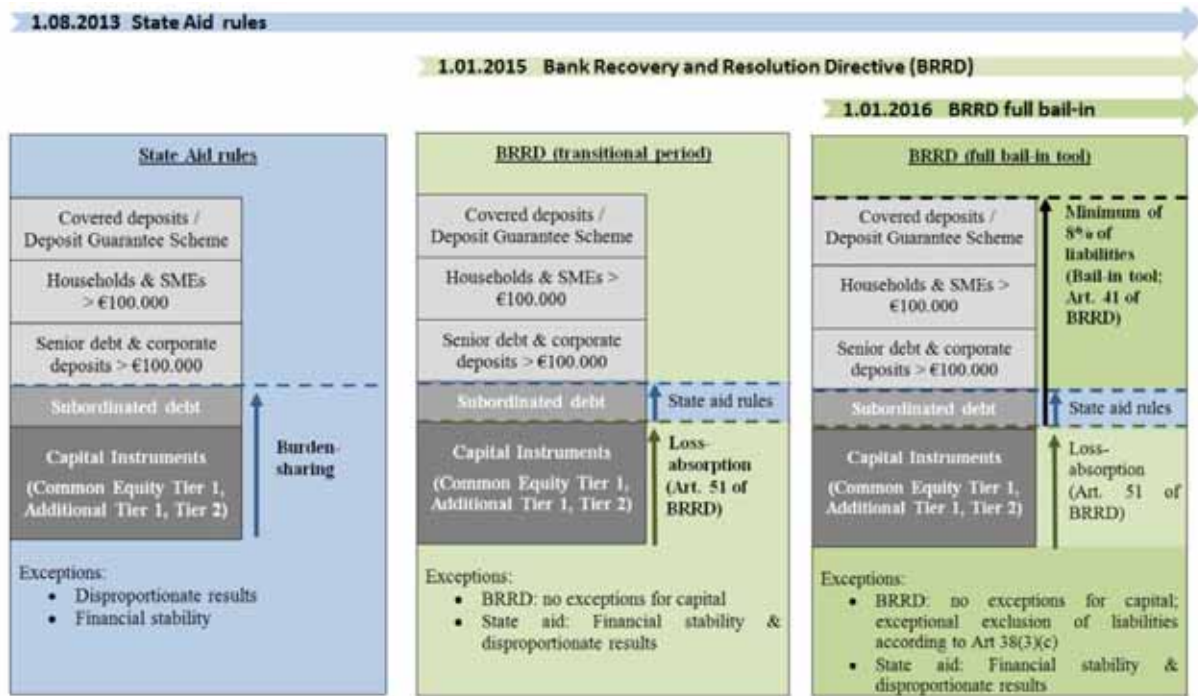 1.08.2013 State Aid rules
1.01.2015 Bank Recovery and Resolution Directive (BRRD)
1.01.2016 BRRD full bail-in
State Aid rules
Covered deposits /
Deposit Guarantee Scheme
Households & SMEs
> €100.000
Senior debt & corporate
deposits > €100.000
Subordinated debt
Capital Instruments
(Common Equity Tier 1,
Additional Tier 1, Tier 2)
Burden-
sharing
Exceptions:
• Disproportionate results
• Financial stability
BRRD (transitional period)
Covered deposits /
Deposit Guarantee Scheme
Households & SMEs >
€100.000
Senior debt & corporate
deposits > €100.000
Subordinated debt
State aid rules
Capital Instruments
(Common Equity Tier 1,
Additional Tier 1, Tier 2)
Loss-
absorption
(Art. 51 of
BRRD)
Exceptions:
• BRRD: no exceptions for capital
• State aid: Financial stability &
disproportionate results
BRRD (full bail-in tool)
Covered deposits /
Deposit Guarantee Scheme
Households & SMEs >
€100.000
Senior debt & corporate
deposits > €100.000
Minimum of
8% of
liabilities
(Bail-in tool;
Art. 41 of
BRRD)
Subordinated debt
State aid rules
Capital Instruments
(Common Equity Tier 1,
Additional Tier 1, Tier 2)
Loss-
absorption
(Art. 51 of
BRRD)
Exceptions:
• BRRD: no exceptions for capital;
exceptional exclusion of liabilities
according to Art 38(3)(c)
• State aid: Financial stability &
disproportionate results